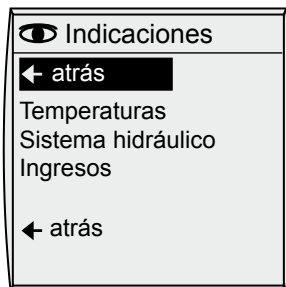 Indicaciones
← atrás
Temperaturas
Sistema hidráulico
Ingresos
← atrás